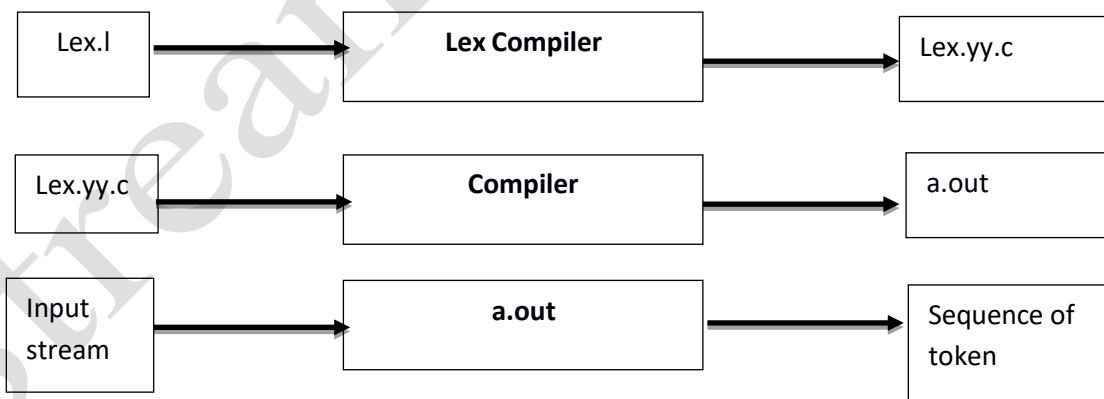 Lex.l
Lex Compiler
Lex.yy.c
Lex.yy.c
Compiler
a.out
Input
stream
a.out
Sequence of
token